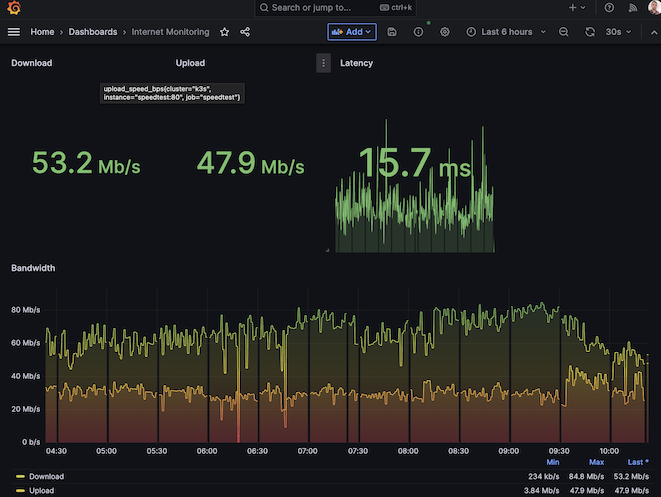 Search or jump to...
ctrl+k
Home › Dashboards › Internet Monitoring
Add
Last 6 hours
30s
Download
Upload
Latency
upload_speed_bps{cluster="k3s",
instance="speedtest:80", job="speedtest"}
53.2 Mb/s
47.9 Mb/s
15.7 ms
Bandwidth
80 Mb/s
60 Mb/s
40 Mb/s
20 Mb/s
0 b/s
04:30 05:00 05:30 06:00 06:30 07:00 07:30 08:00 08:30 09:00 09:30 10:00
Min Max Last *
Download 234 kb/s 84.8 Mb/s 53.2 Mb/s
Upload 3.84 Mb/s 47.9 Mb/s 47.9 Mb/s